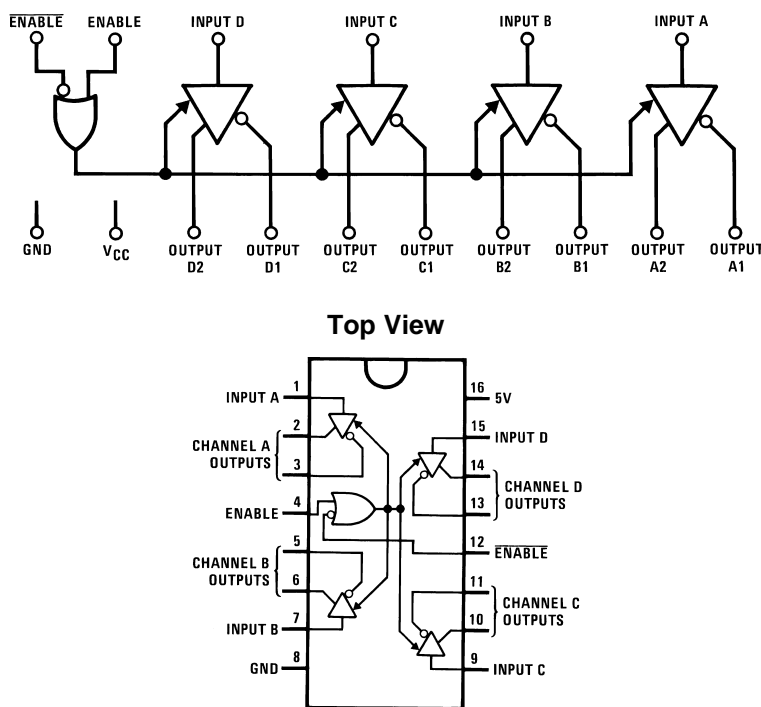 ENABLE ENABLE INPUT D INPUT C INPUT B INPUT A
GND VCC OUTPUT D2 OUTPUT D1 OUTPUT C2 OUTPUT C1 OUTPUT B2 OUTPUT B1 OUTPUT A2 OUTPUT A1
Top View
INPUT A 1
16 5V
15 INPUT D
2
CHANNEL A
OUTPUTS
3
14
CHANNEL D
OUTPUTS
13
ENABLE 4
12 ENABLE
5
CHANNEL B
OUTPUTS
6
11
CHANNEL C
OUTPUTS
10
INPUT B 7
GND 8
9 INPUT C